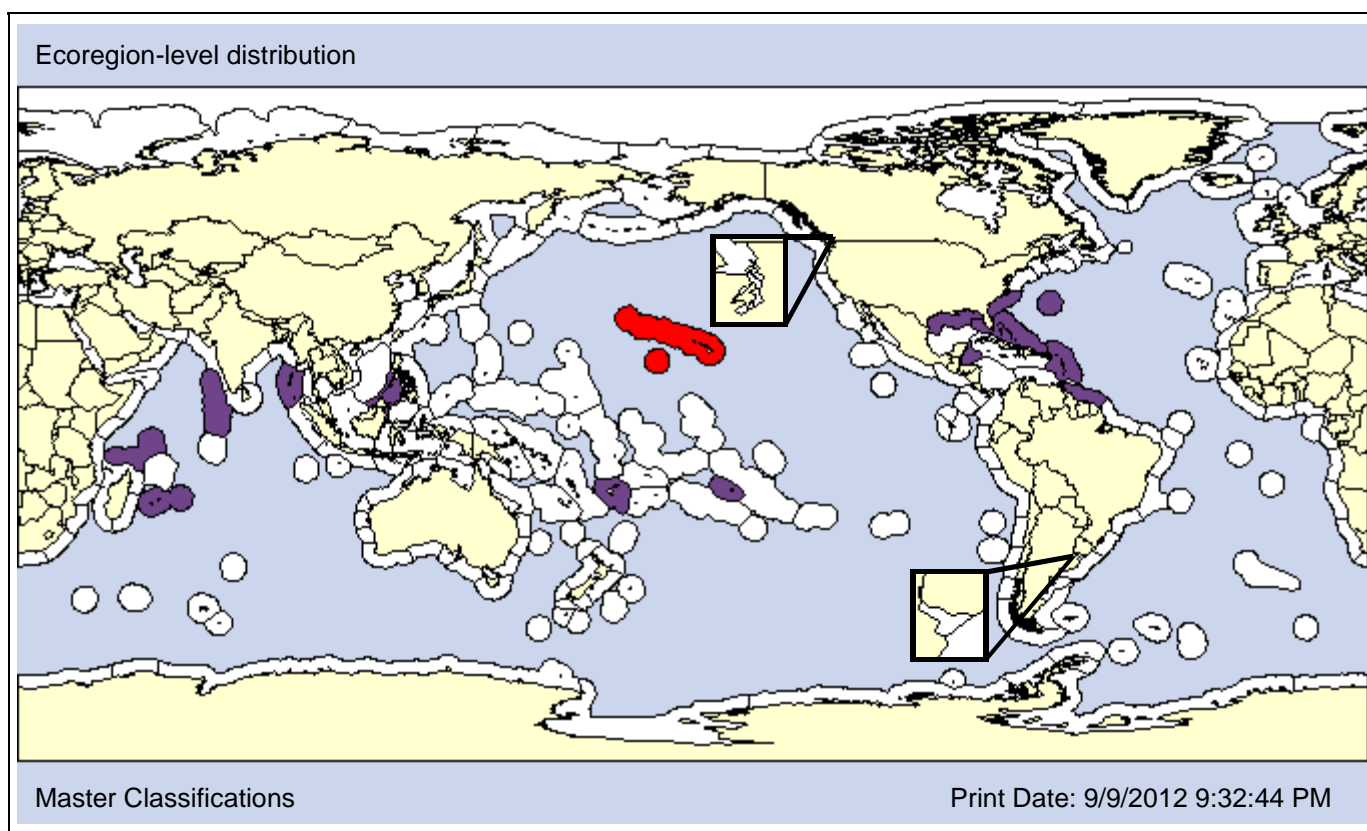 Ecoregion-level distribution
Master Classifications
Print Date: 9/9/2012 9:32:44 PM